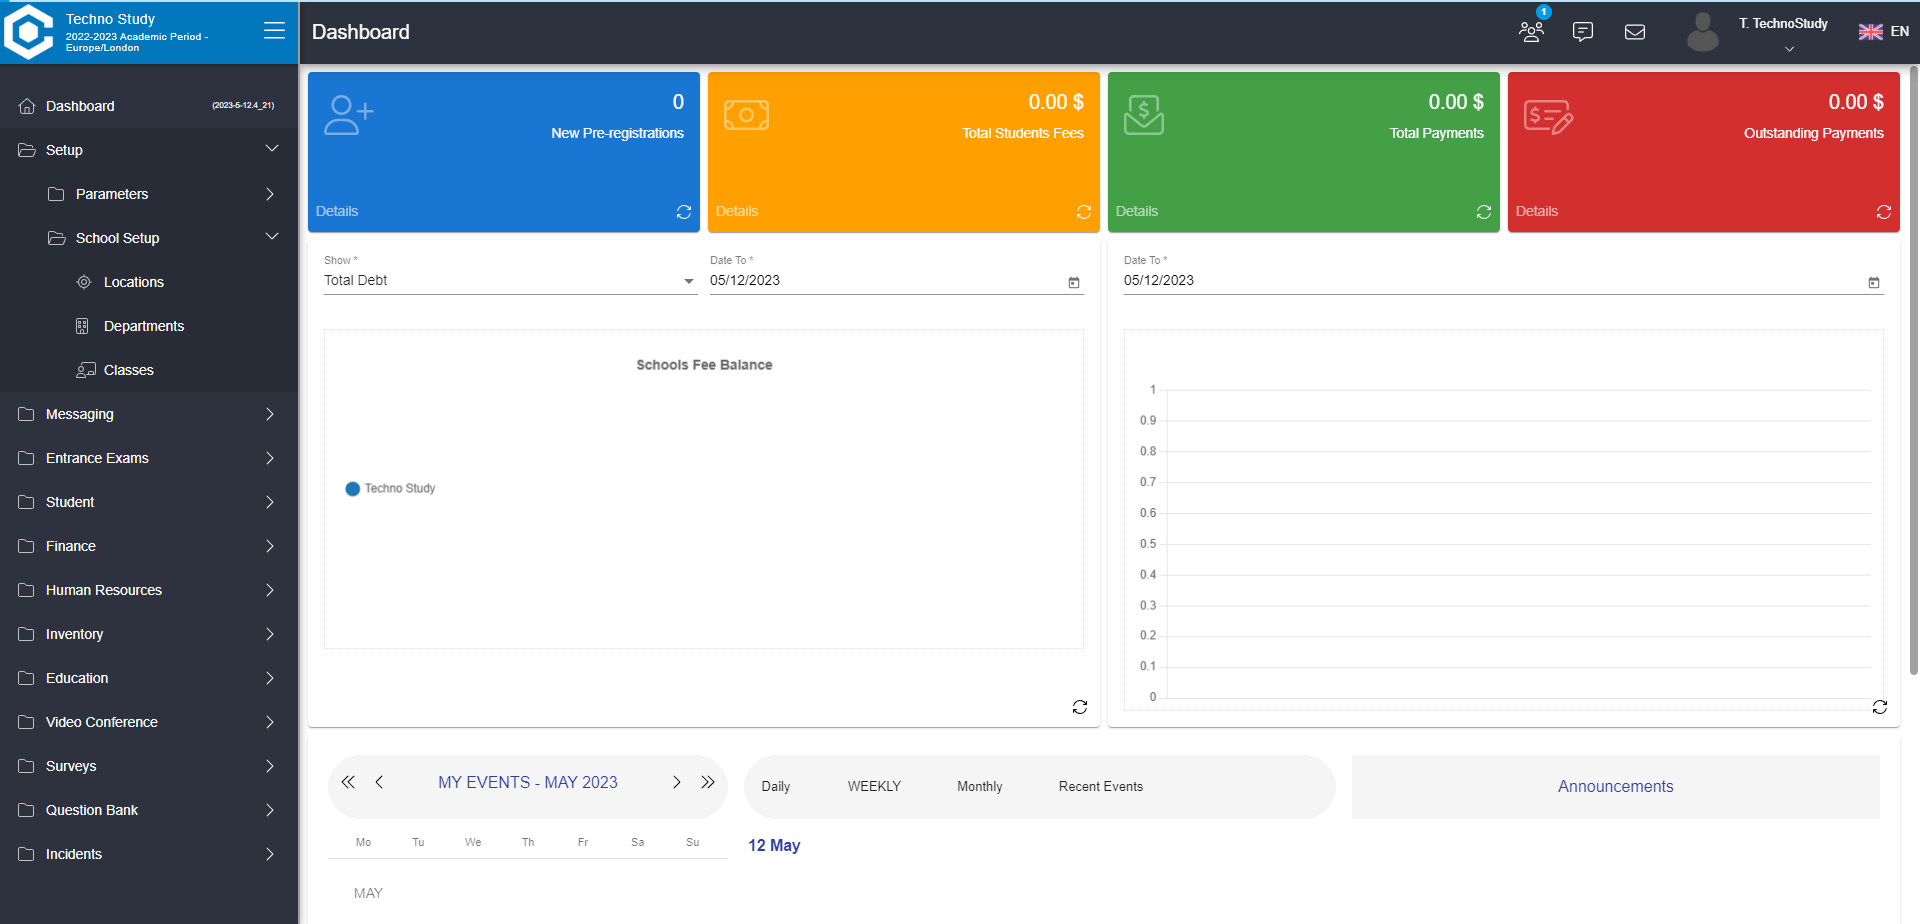 Techno Study
2022-2023 Academic Period -
Europe/London
Dashboard
1
T. TechnoStudy
EN
Dashboard
(2023-5-12.4_21)
Setup
Parameters
School Setup
Locations
Departments
Classes
Messaging
Entrance Exams
Student
Finance
Human Resources
Inventory
Education
Video Conference
Surveys
Question Bank
Incidents
0
New Pre-registrations
Details
0.00 $
Total Students Fees
Details
0.00 $
Total Payments
Details
0.00 $
Outstanding Payments
Details
Show *
Total Debt
Date To *
05/12/2023
Schools Fee Balance
Techno Study
Date To *
05/12/2023
1
0.9
0.8
0.7
0.6
0.5
0.4
0.3
0.2
0.1
0
MY EVENTS - MAY 2023
Mo Tu We Th Fr Sa Su
MAY
Daily WEEKLY Monthly Recent Events
12 May
Announcements